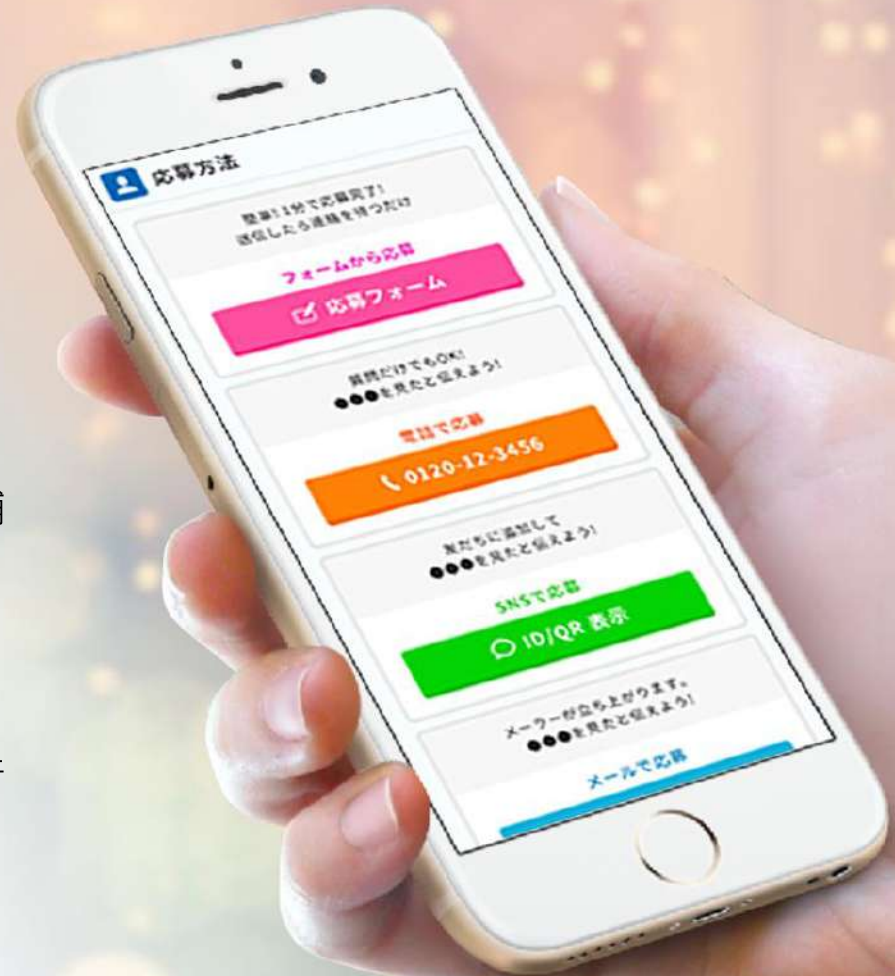 応募方法
簡単!1分で応募完了!
送信したら連絡を待つだけ
フォームから応募
応募フォーム
質問だけでもOK!
●●●を見たと伝えよう!
電話で応募
0120-12-3456
友だちに追加して
●●●を見たと伝えよう!
SNSで応募
ID/QR 表示
メーラーが立ち上がります。
●●●を見たと伝えよう!
メールで応募